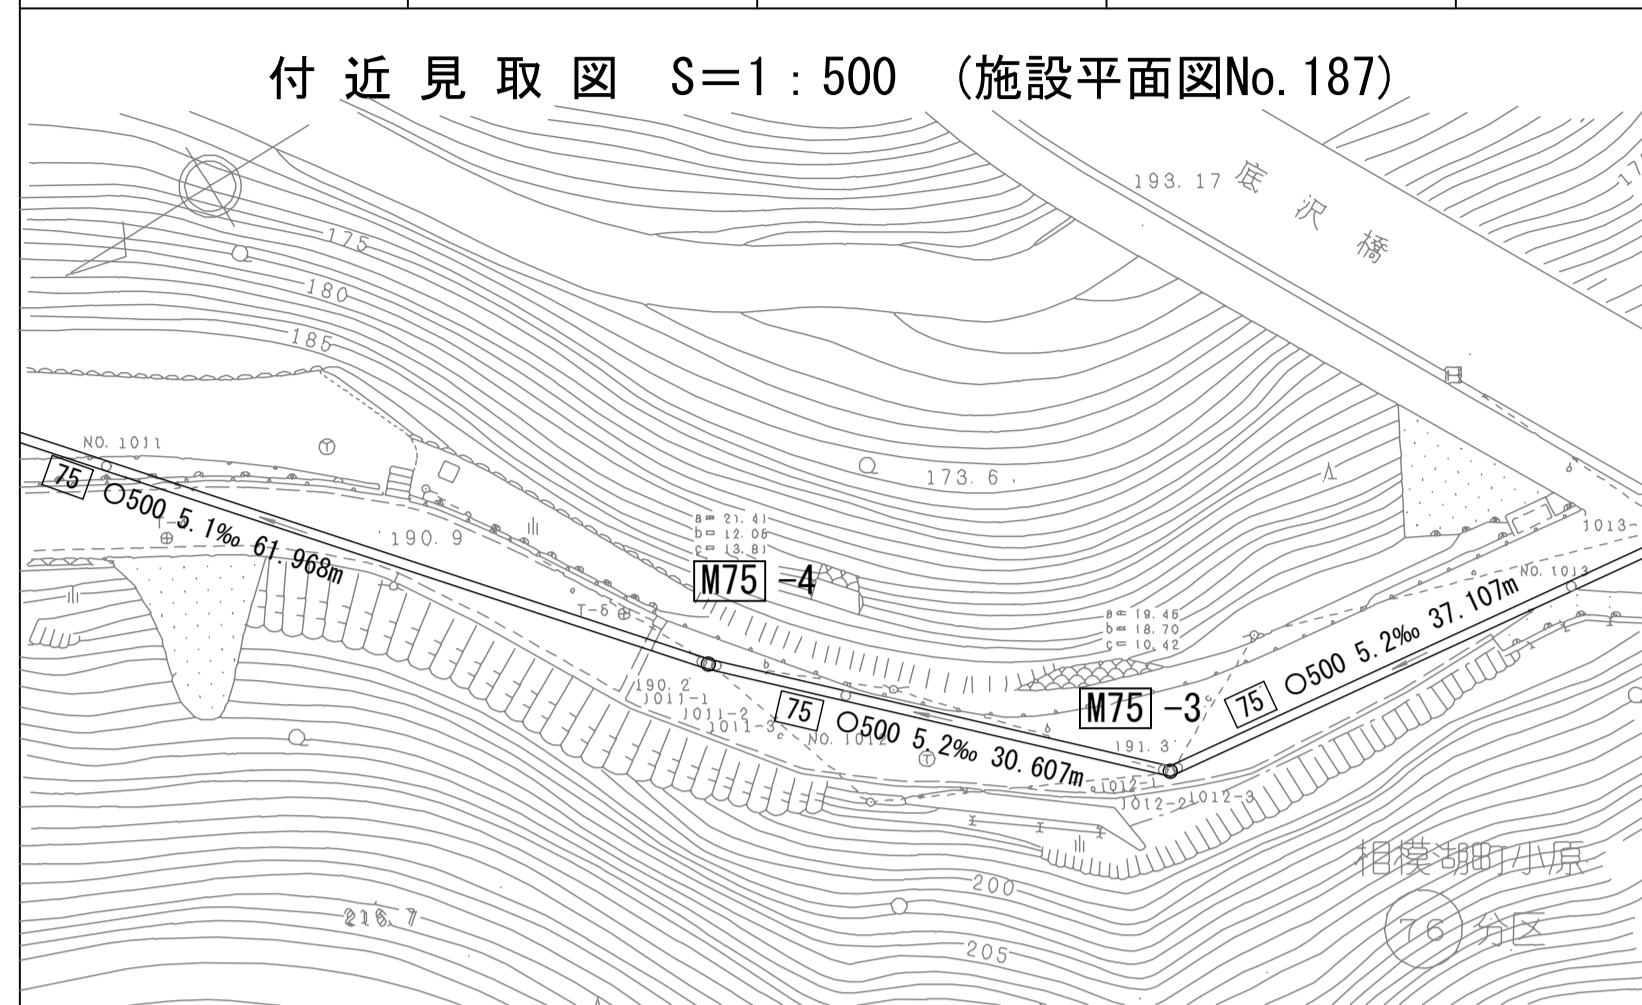 付近見取図 S=1:500 (施設平面図No.187)
193.17
底沢橋
175
180
185
NO. 1011
75 ○500 5.1‰ 61.968m
190.9
173.6
a= 21.41
b= 12.06
c= 13.81
M75 -4
T-5
190.2
1011-1
1011-2
1011-3
75 ○500 5.2‰ 30.607m
NO. 1012
a= 19.45
b= 18.70
c= 10.42
M75 -3
191.3
1012-1
1012-2
1012-3
75 ○500 5.2‰ 37.107m
NO. 1013
1013-
200
205
相模湖町小原
76 分区